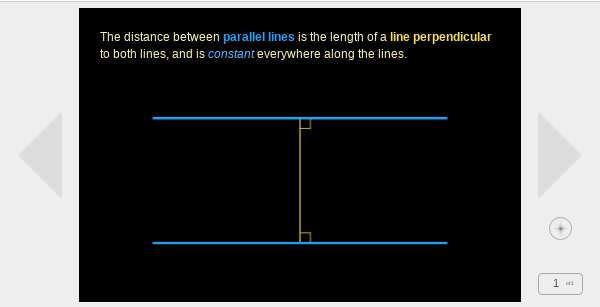 The distance between parallel lines is the length of a line perpendicular
to both lines, and is constant everywhere along the lines.
1 of 1